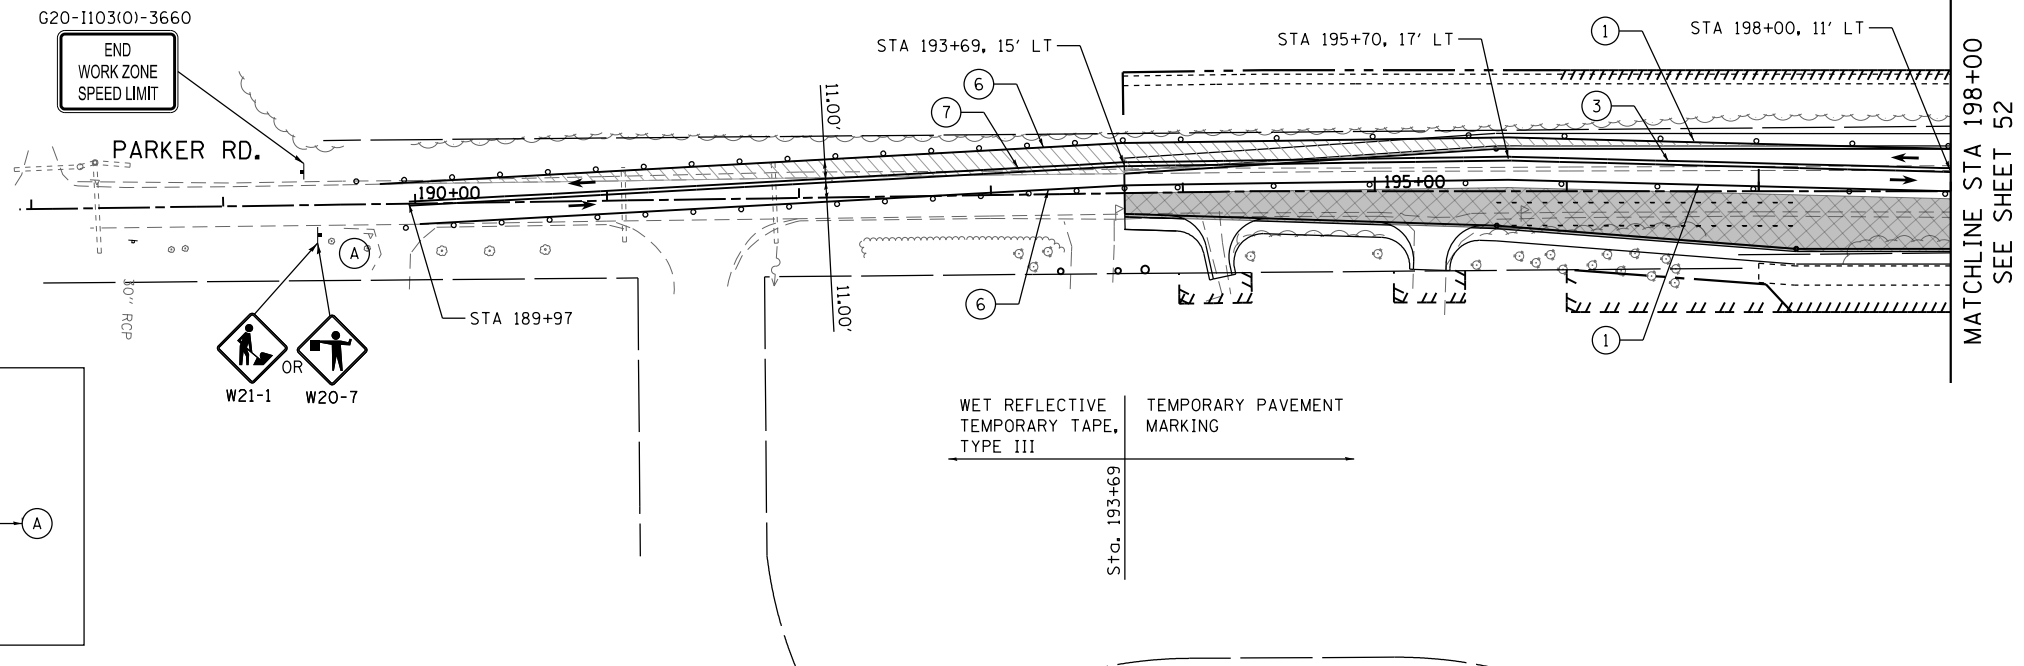 G20-I103(O)-3660
END
WORK ZONE
SPEED LIMIT
PARKER RD.
STA 193+69, 15' LT
STA 195+70, 17' LT
1
STA 198+00, 11' LT
6
7
3
11.00'
190+00
195+00
A
30" RCP
11.00'
STA 189+97
6
1
W21-1
OR
W20-7
MATCHLINE STA 198+00
SEE SHEET 52
WET REFLECTIVE
TEMPORARY TAPE,
TYPE III
TEMPORARY PAVEMENT
MARKING
Sta. 193+69
A